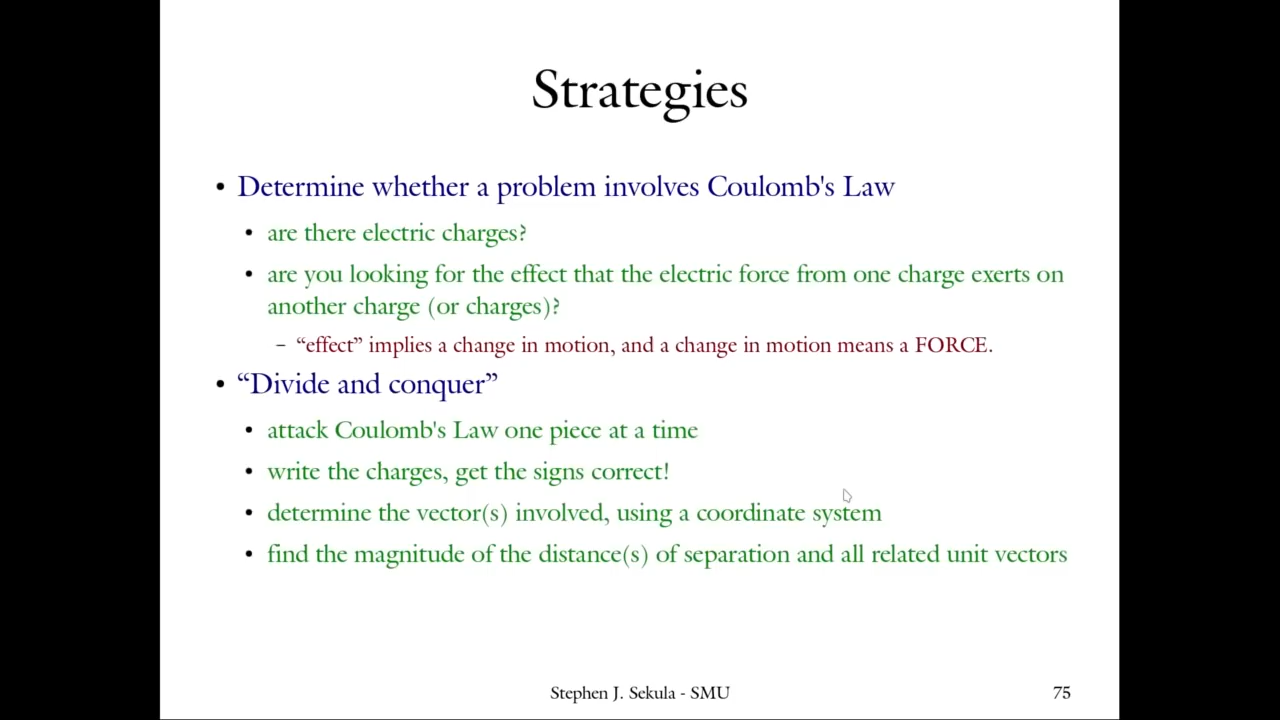 Strategies
• Determine whether a problem involves Coulomb's Law
• are there electric charges?
• are you looking for the effect that the electric force from one charge exerts on
another charge (or charges)?
– “effect” implies a change in motion, and a change in motion means a FORCE.
• “Divide and conquer”
• attack Coulomb's Law one piece at a time
• write the charges, get the signs correct!
• determine the vector(s) involved, using a coordinate system
• find the magnitude of the distance(s) of separation and all related unit vectors
Stephen J. Sekula - SMU
75